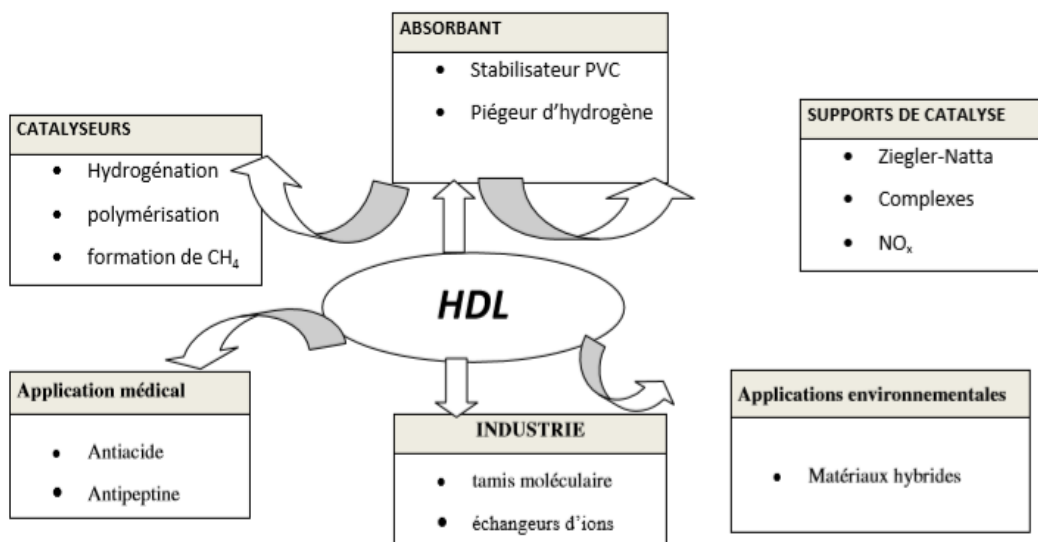 ABSORBANT
• Stabilisateur PVC
• Piégeur d'hydrogène
CATALYSEURS
• Hydrogénation
• polymérisation
• formation de CH₄
SUPPORTS DE CATALYSE
• Ziegler-Natta
• Complexes
• NOₓ
HDL
Application médical
• Antiacide
• Antipeptine
INDUSTRIE
• tamis moléculaire
• échangeurs d'ions
Applications environnementales
• Matériaux hybrides